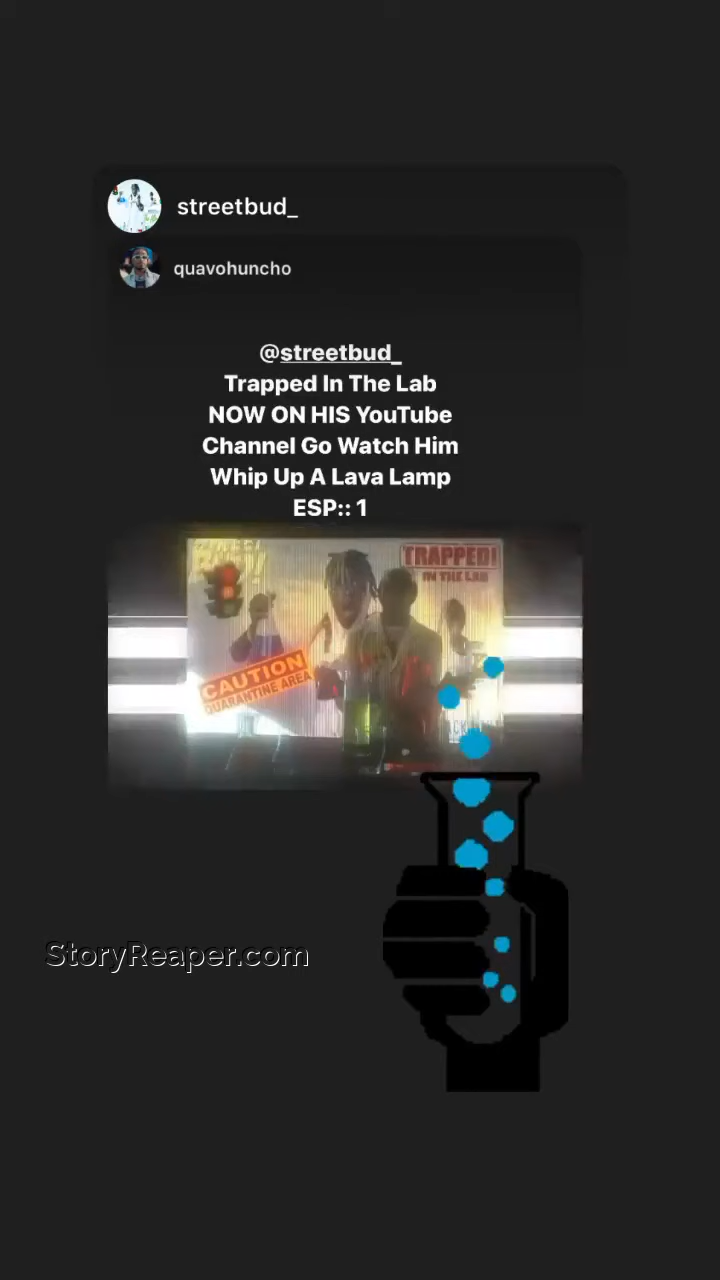 streetbud_
quavohuncho
@streetbud_
Trapped In The Lab
NOW ON HIS YouTube
Channel Go Watch Him
Whip Up A Lava Lamp
ESP:: 1
TRAPPED!
IN THE LAB
CAUTION
QUARANTINE AREA
StoryReaper.com